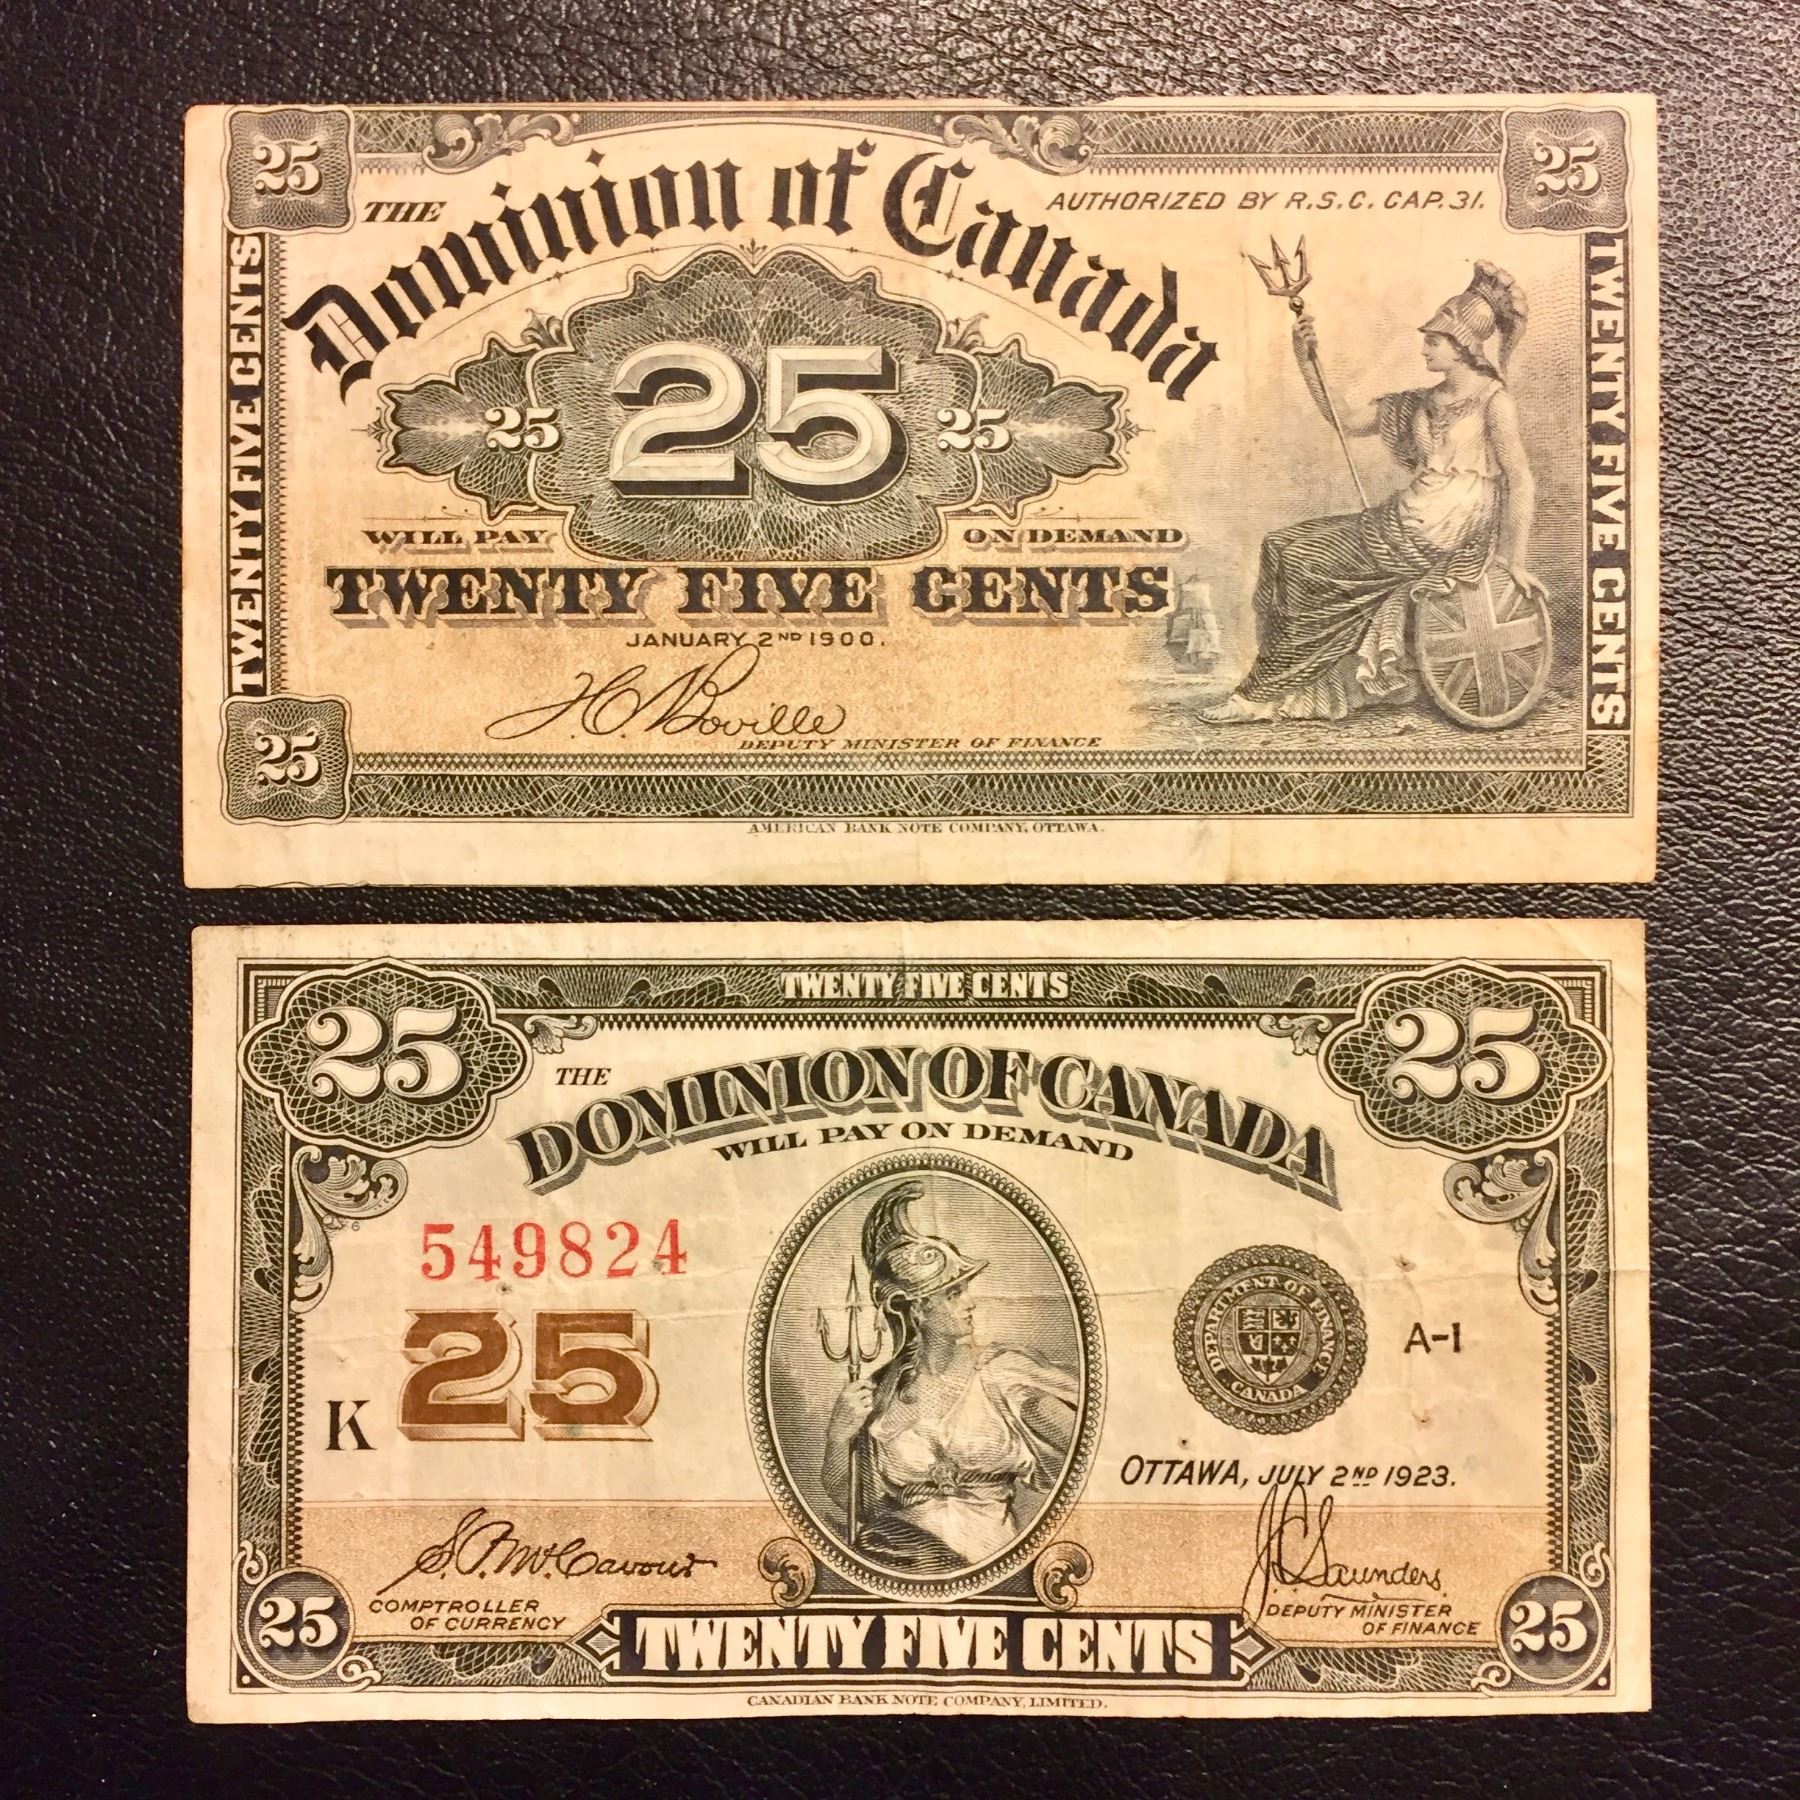 25
25
THE
Dominion of Canada
AUTHORIZED BY R.S.C. CAP. 31.
TWENTY FIVE CENTS
TWENTY FIVE CENTS
25
25
25
WILL PAY
ON DEMAND
TWENTY FIVE CENTS
JANUARY 2ND 1900.
H.C. Boville
DEPUTY MINISTER OF FINANCE
25
AMERICAN BANK NOTE COMPANY, OTTAWA.
TWENTY FIVE CENTS
25
25
THE
DOMINION OF CANADA
WILL PAY ON DEMAND
549824
25
K
DEPARTMENT OF FINANCE
CANADA
A-1
OTTAWA, JULY 2ND 1923.
J.C. Saunders
COMPTROLLER
OF CURRENCY
DEPUTY MINISTER
OF FINANCE
25
TWENTY FIVE CENTS
25
CANADIAN BANK NOTE COMPANY, LIMITED.